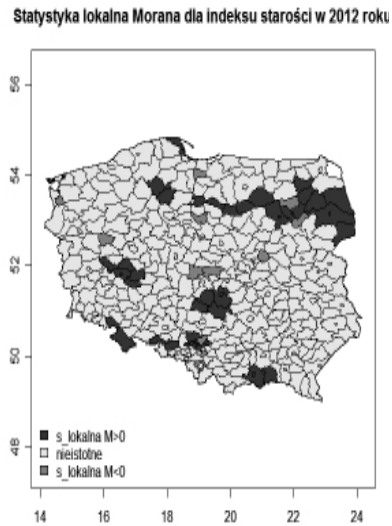 Statystyka lokalna Morana dla indeksu starości w 2012 roku
56
54
52
50
48
s_lokalna M>0
nieistotne
s_lokalna M<0
14 16 18 20 22 24